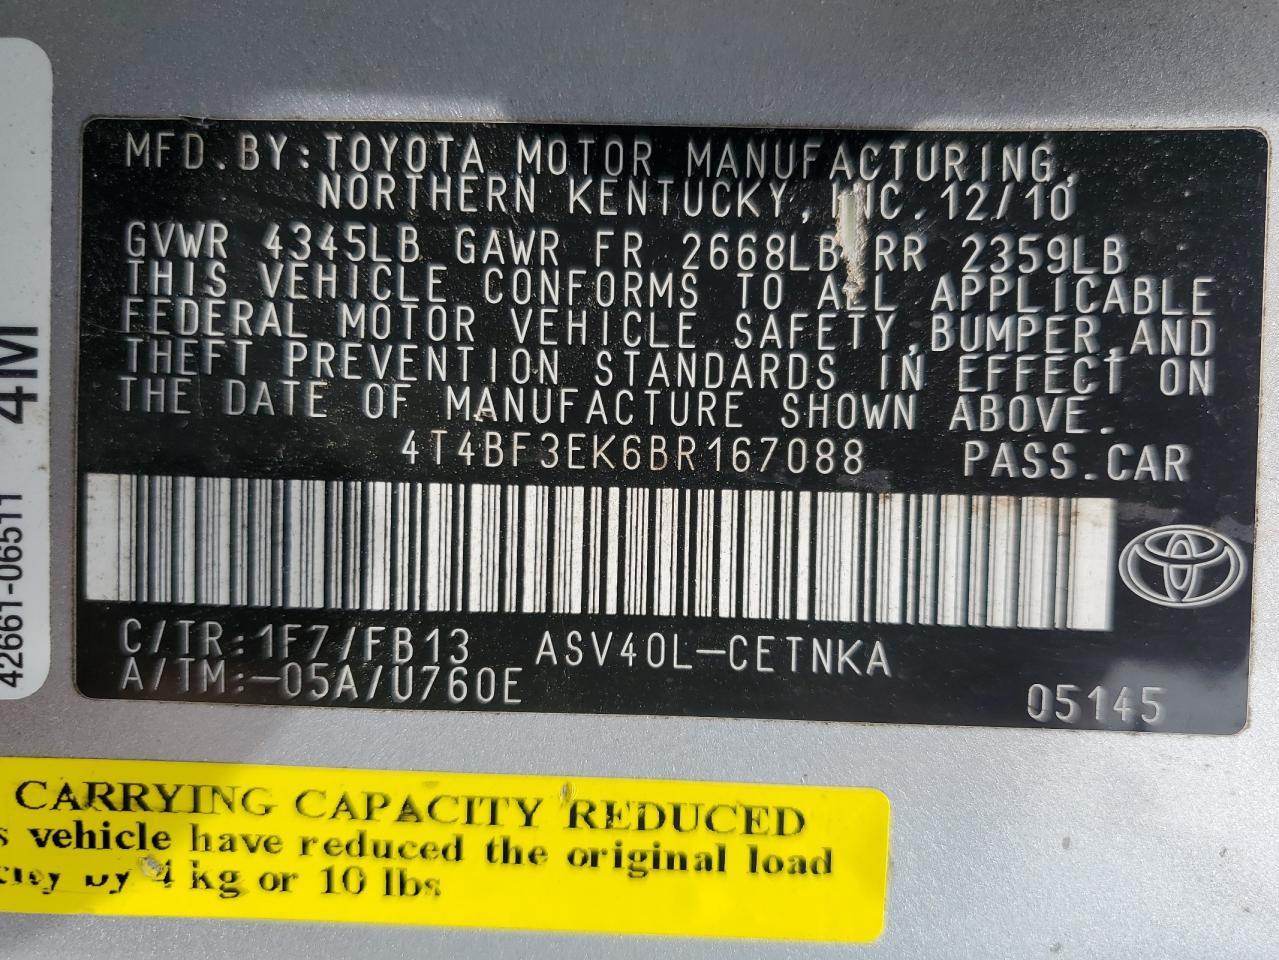 MFD.BY:TOYOTA MOTOR MANUFACTURING,
NORTHERN KENTUCKY, INC. 12/10
GVWR 4345LB GAWR FR 2668LB RR 2359LB
THIS VEHICLE CONFORMS TO ALL APPLICABLE
FEDERAL MOTOR VEHICLE SAFETY,BUMPER,AND
THEFT PREVENTION STANDARDS IN EFFECT ON
THE DATE OF MANUFACTURE SHOWN ABOVE.
4T4BF3EK6BR167088 PASS.CAR
C/TR:1F7/FB13 ASV40L-CETNKA
A/TM:-05A/U760E
05145
42661-06511 4M
CARRYING CAPACITY REDUCED
vehicle have reduced the original load
by 4 kg or 10 lbs